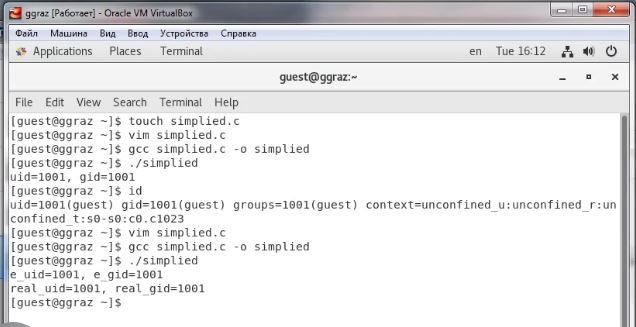 ggraz [Работает] - Oracle VM VirtualBox
Файл Машина Вид Ввод Устройства Справка
Applications Places Terminal en Tue 16:12
guest@ggraz:~
File Edit View Search Terminal Help
[guest@ggraz ~]$ touch simplied.c
[guest@ggraz ~]$ vim simplied.c
[guest@ggraz ~]$ gcc simplied.c -o simplied
[guest@ggraz ~]$ ./simplied
uid=1001, gid=1001
[guest@ggraz ~]$ id
uid=1001(guest) gid=1001(guest) groups=1001(guest) context=unconfined_u:unconfined_r:un
confined_t:s0-s0:c0.c1023
[guest@ggraz ~]$ vim simplied.c
[guest@ggraz ~]$ gcc simplied.c -o simplied
[guest@ggraz ~]$ ./simplied
e_uid=1001, e_gid=1001
real_uid=1001, real_gid=1001
[guest@ggraz ~]$